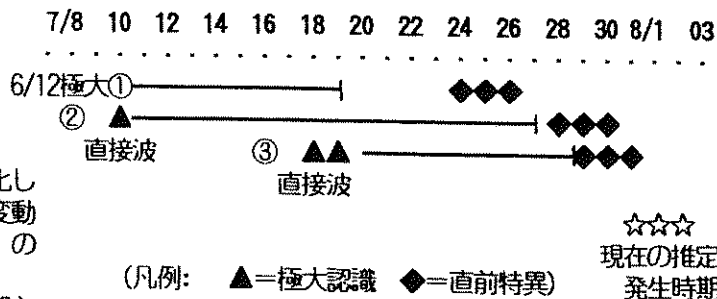 7/8 10 12 14 16 18 20 22 24 26 28 30 8/1 03
6/12極大①
②
直接波 ③
直接波
化し
変動
の
☆☆☆
現在の推定
(凡例: ▲=極大認識 ◆=直前特異)
発生時期